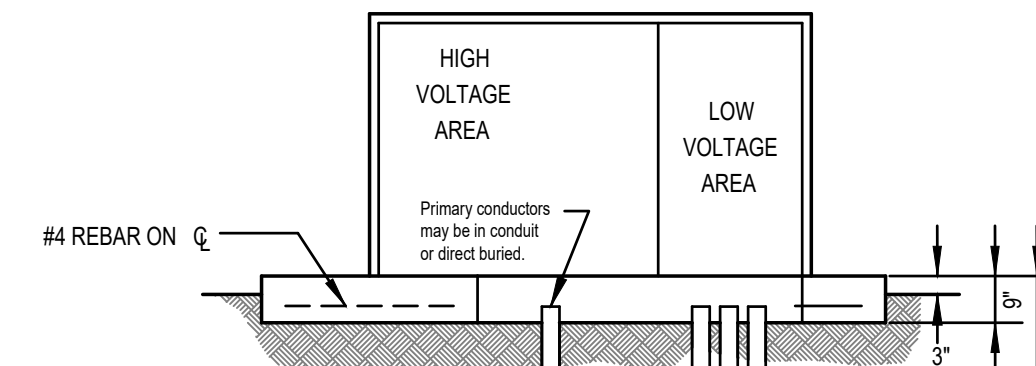 HIGH
VOLTAGE
AREA
LOW
VOLTAGE
AREA
Primary conductors
may be in conduit
or direct buried.
#4 REBAR ON ℄
9"
3"